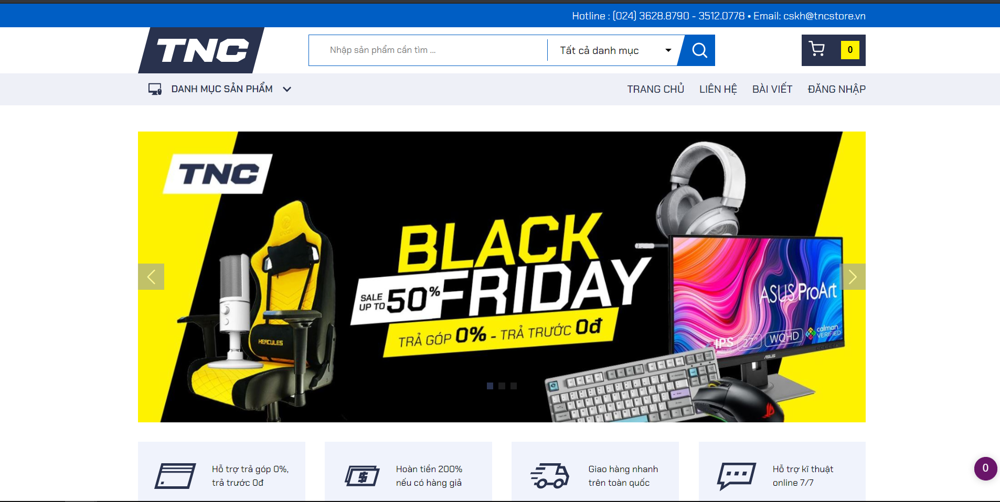 Hotline : (024) 3628.8790 - 3512.0778 • Email: cskh@tncstore.vn
TNC
Nhập sản phẩm cần tìm ...
Tất cả danh mục
0
DANH MỤC SẢN PHẨM
TRANG CHỦ
LIÊN HỆ
BÀI VIẾT
ĐĂNG NHẬP
TNC
BLACK
FRIDAY
SALE
UP TO 50%
TRẢ GÓP 0% - TRẢ TRƯỚC 0đ
HERCULES
ASUS ProArt
IPS
27"
WQHD
calman
VERIFIED
ASUS
Hỗ trợ trả góp 0%,
trả trước 0đ
Hoàn tiền 200%
nếu có hàng giả
Giao hàng nhanh
trên toàn quốc
Hỗ trợ kĩ thuật
online 7/7
0